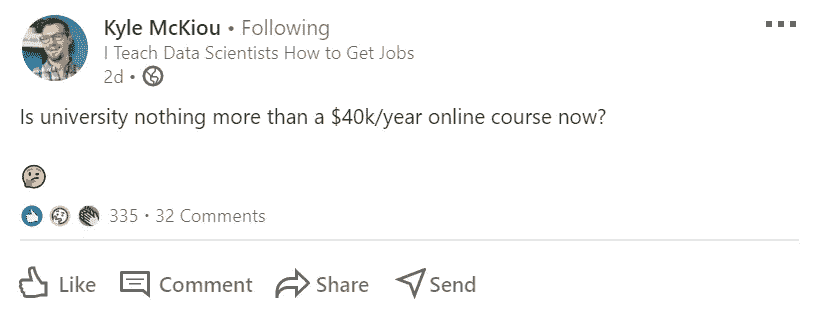 Kyle McKiou • Following
I Teach Data Scientists How to Get Jobs
2d •
Is university nothing more than a $40k/year online course now?
335 • 32 Comments
Like Comment Share Send